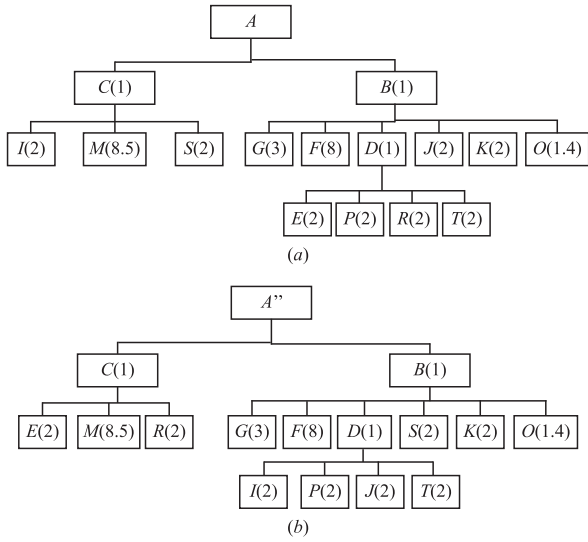 A
C(1) B(1)
I(2) M(8.5) S(2) G(3) F(8) D(1) J(2) K(2) O(1.4)
E(2) P(2) R(2) T(2)
(a)
A”
C(1) B(1)
E(2) M(8.5) R(2) G(3) F(8) D(1) S(2) K(2) O(1.4)
I(2) P(2) J(2) T(2)
(b)